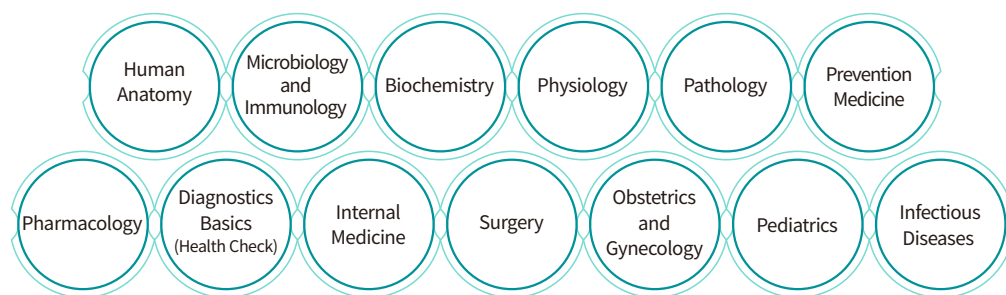 Human
Anatomy
Microbiology
and
Immunology
Biochemistry
Physiology
Pathology
Prevention
Medicine
Pharmacology
Diagnostics
Basics
(Health Check)
Internal
Medicine
Surgery
Obstetrics
and
Gynecology
Pediatrics
Infectious
Diseases